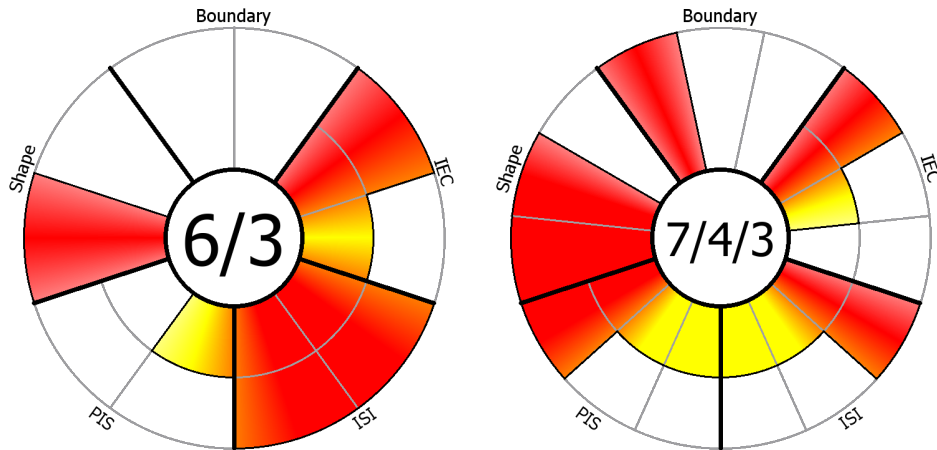 Boundary
Shape
IEC
6/3
PIS
ISI
Boundary
Shape
IEC
7/4/3
PIS
ISI